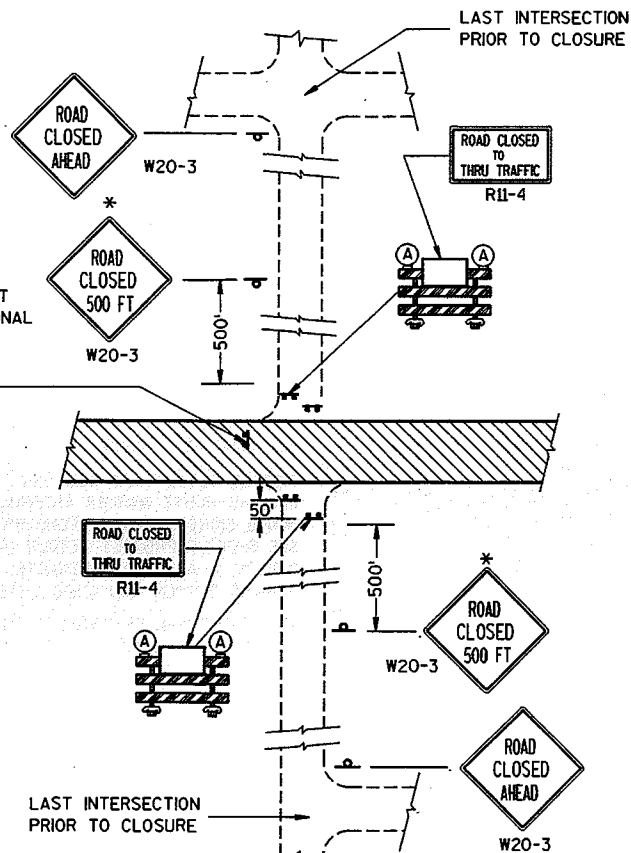 LAST INTERSECTION
PRIOR TO CLOSURE
ROAD
CLOSED
AHEAD
W20-3
ROAD CLOSED
TO
THRU TRAFFIC
R11-4
*
ROAD
CLOSED
500 FT
W20-3
A
A
T
NAL
500'
50'
ROAD CLOSED
TO
THRU TRAFFIC
R11-4
500'
*
ROAD
CLOSED
500 FT
W20-3
A
A
ROAD
CLOSED
AHEAD
W20-3
LAST INTERSECTION
PRIOR TO CLOSURE